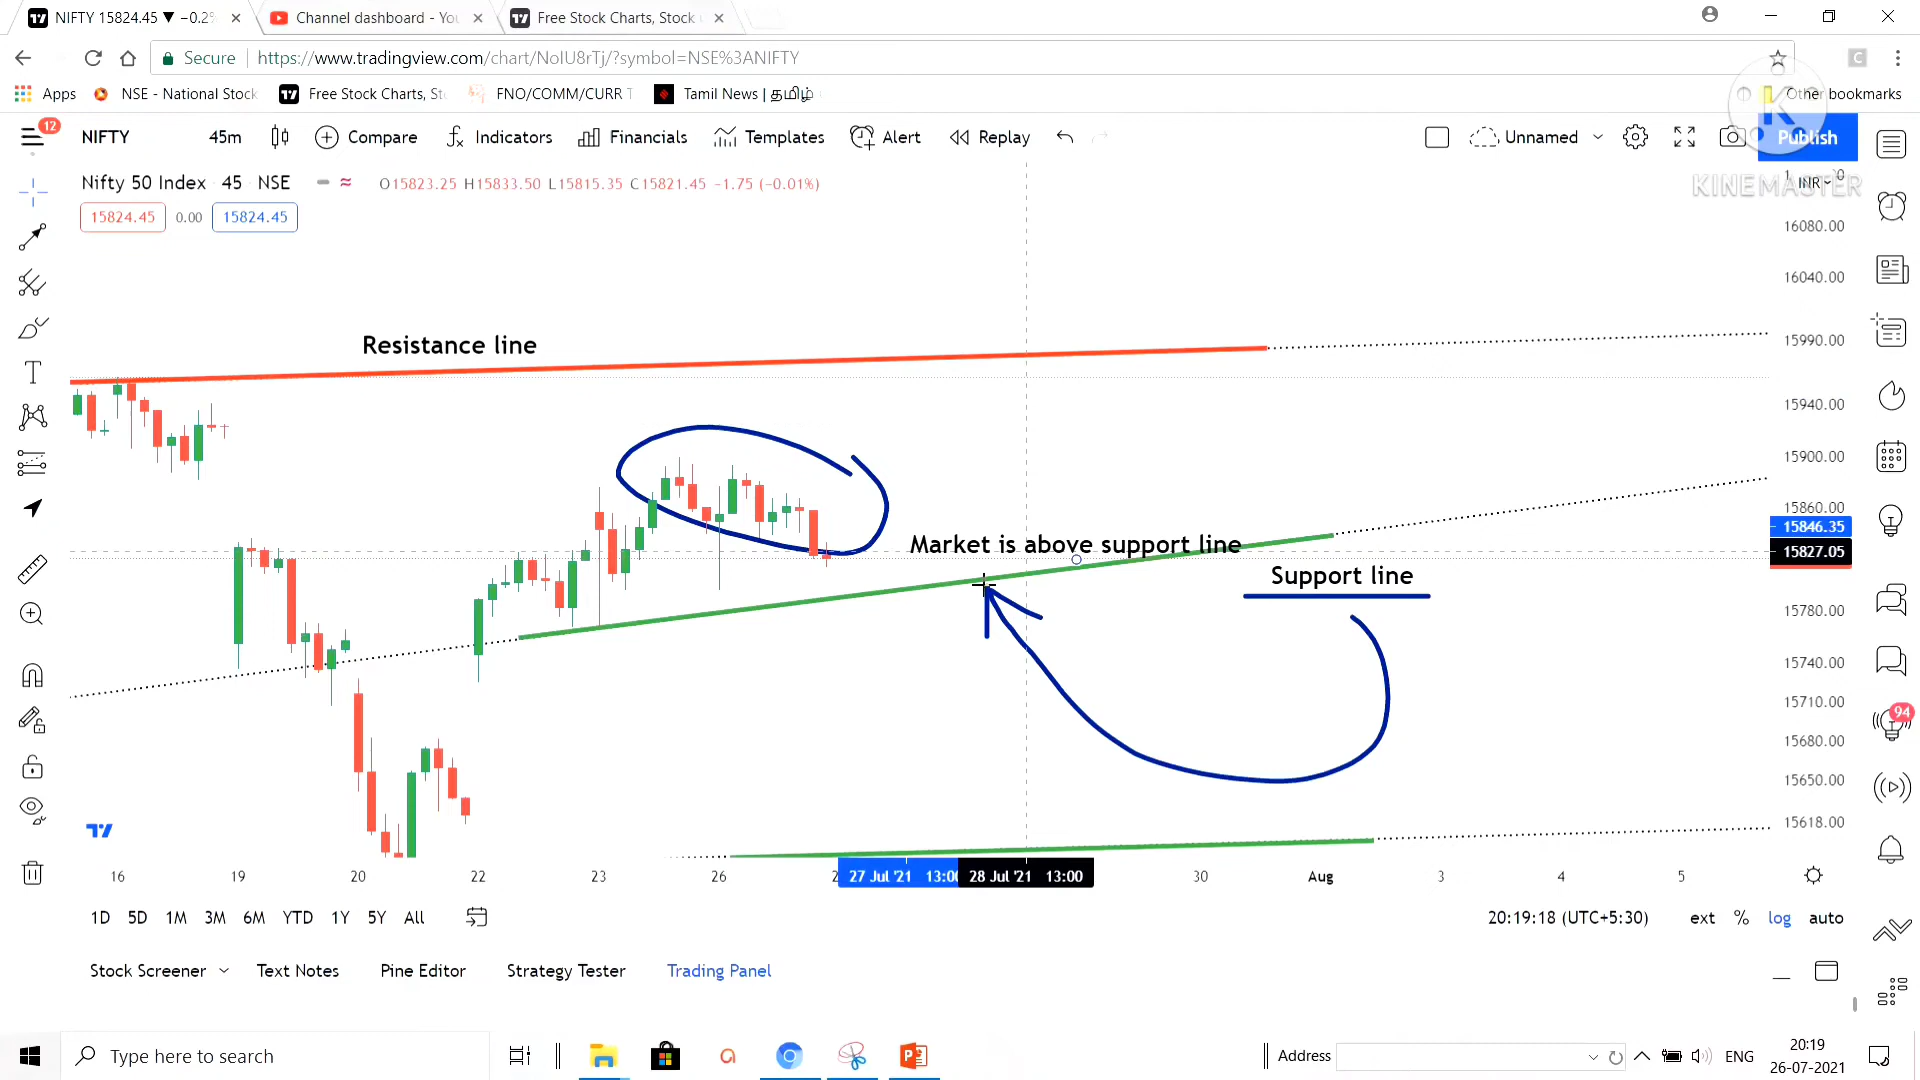 NIFTY 15824.45 ▼ −0.2%
Channel dashboard - You
Free Stock Charts, Stock
Secure https://www.tradingview.com/chart/NoIU8rTj/?symbol=NSE%3ANIFTY
Apps NSE - National Stock Free Stock Charts, St FNO/COMM/CURR T Tamil News | தமிழ் Other bookmarks
12 NIFTY 45m Compare Indicators Financials Templates Alert Replay Unnamed Publish
KINEMASTER
INR
Nifty 50 Index 45 NSE O15823.25 H15833.50 L15815.35 C15821.45 −1.75 (−0.01%)
15824.45 0.00 15824.45
16080.00
16040.00
Resistance line
15990.00
15940.00
15900.00
15860.00
15846.35
Market is above support line
15827.05
Support line
15780.00
15740.00
15710.00
94
15680.00
15650.00
15618.00
16 19 20 22 23 26 27 Jul '21 13:00 28 Jul '21 13:00 30 Aug 3 4 5
1D 5D 1M 3M 6M YTD 1Y 5Y All 20:19:18 (UTC+5:30) ext % log auto
Stock Screener Text Notes Pine Editor Strategy Tester Trading Panel
Type here to search Address ENG 20:19
26-07-2021